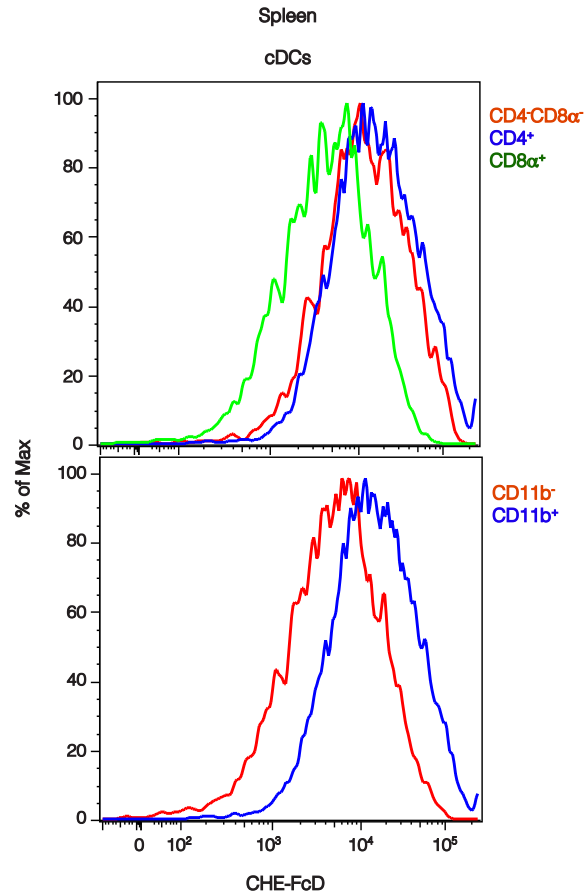 Spleen
cDCs
100
80
60
40
20
0
CD4⁻CD8α⁻
CD4⁺
CD8α⁺
% of Max
100
80
60
40
20
0
CD11b⁻
CD11b⁺
0 10² 10³ 10⁴ 10⁵
CHE-FcD